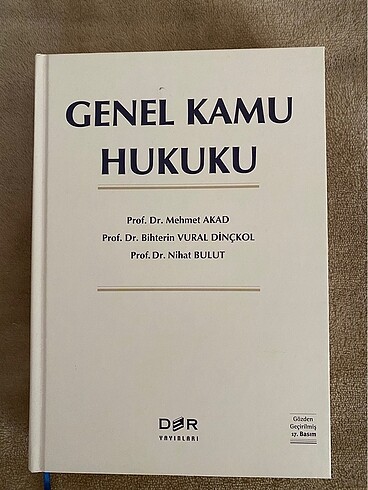 GENEL KAMU
HUKUKU
Prof. Dr. Mehmet AKAD
Prof. Dr. Bihterin VURAL DİNÇKOL
Prof. Dr. Nihat BULUT
DER
YAYINLARI
Gözden
Geçirilmiş
17. Basım